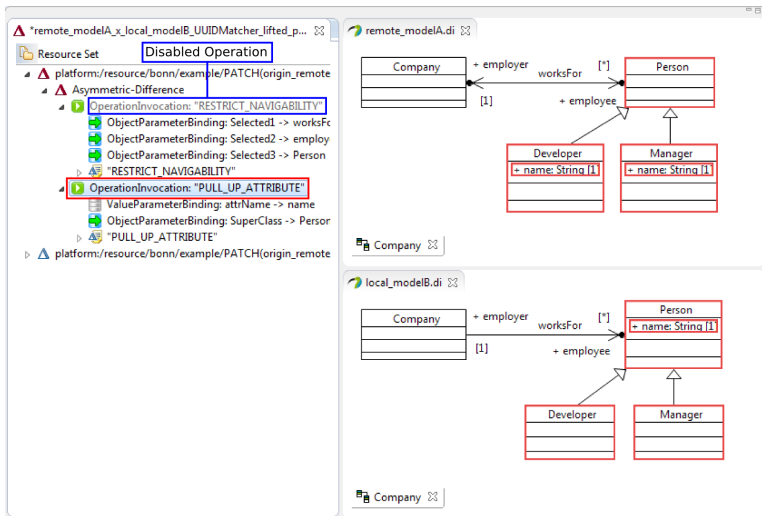 *remote_modelA_x_local_modelB_UUIDMatcher_lifted_p...
Resource Set
Disabled Operation
platform:/resource/bonn/example/PATCH(origin_remote
Asymmetric-Difference
OperationInvocation: "RESTRICT_NAVIGABILITY"
ObjectParameterBinding: Selected1 -> worksFo
ObjectParameterBinding: Selected2 -> employ
ObjectParameterBinding: Selected3 -> Person
"RESTRICT_NAVIGABILITY"
OperationInvocation: "PULL_UP_ATTRIBUTE"
ValueParameterBinding: attrName -> name
ObjectParameterBinding: SuperClass -> Person
"PULL_UP_ATTRIBUTE"
platform:/resource/bonn/example/PATCH(origin_remote
remote_modelA.di
Company
+ employer
worksFor
[*]
Person
[1]
+ employee
Developer
+ name: String [1
Manager
+ name: String [1
Company
local_modelB.di
Company
+ employer
worksFor
[*]
Person
+ name: String [1
[1]
+ employee
Developer
Manager
Company